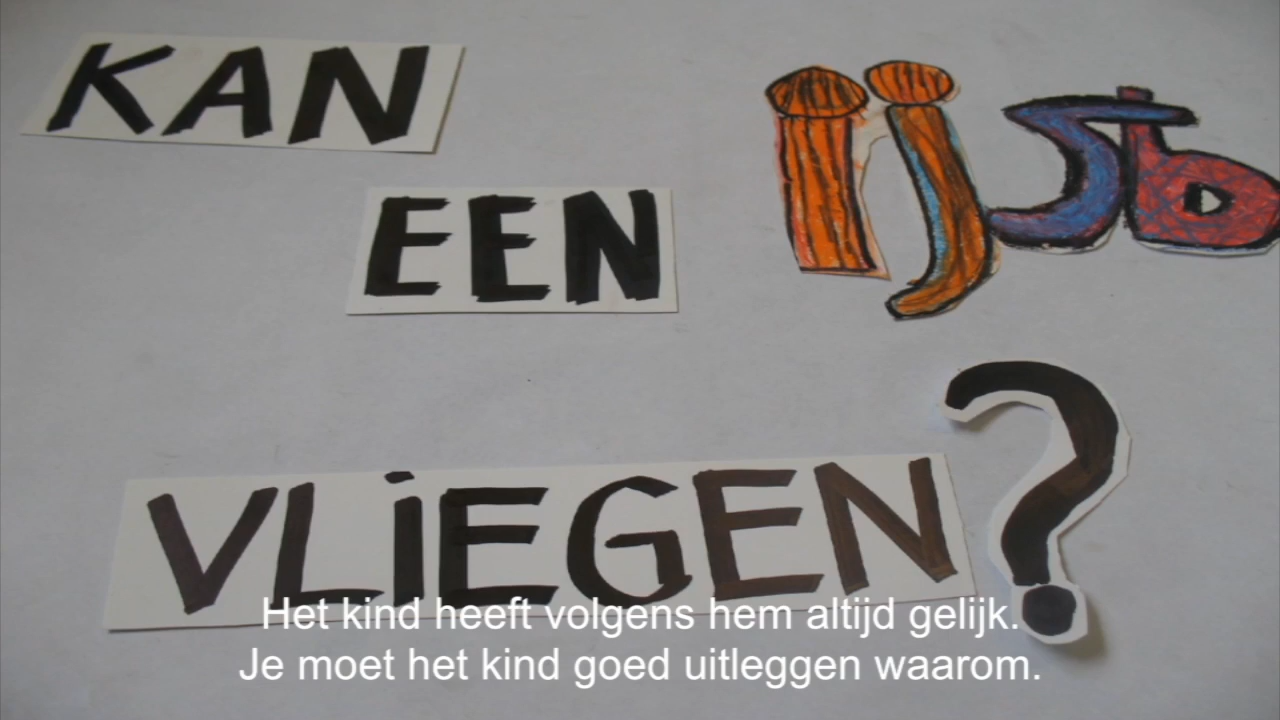 KAN
EEN
ijsb
VLiEGEN?
Het kind heeft volgens hem altijd gelijk.
Je moet het kind goed uitleggen waarom.